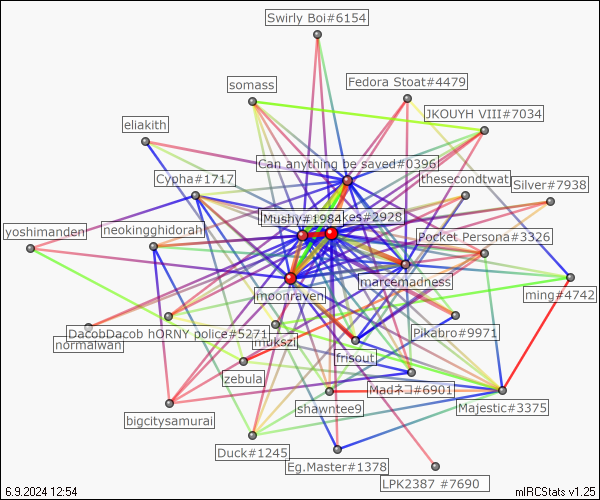 Swirly Boi#6154
somass
Fedora Stoat#4479
JKOUYH VIII#7034
eliakith
Can anything be saved#0396
Cypha#1717
thesecondtwat
Silver#7938
Mushy#1984
kes#2928
yoshimanden
neokingghidorah
Pocket Persona#3326
marcemadness
moonraven
ming#4742
DacobDacob hORNY police#5271
normalwan
Pikabro#9971
frisout
zebula
Madネコ#6901
shawntee9
Majestic#3375
bigcitysamurai
Duck#1245
Eg.Master#1378
LPK2387 #7690
6.9.2024 12:54
mIRCStats v1.25